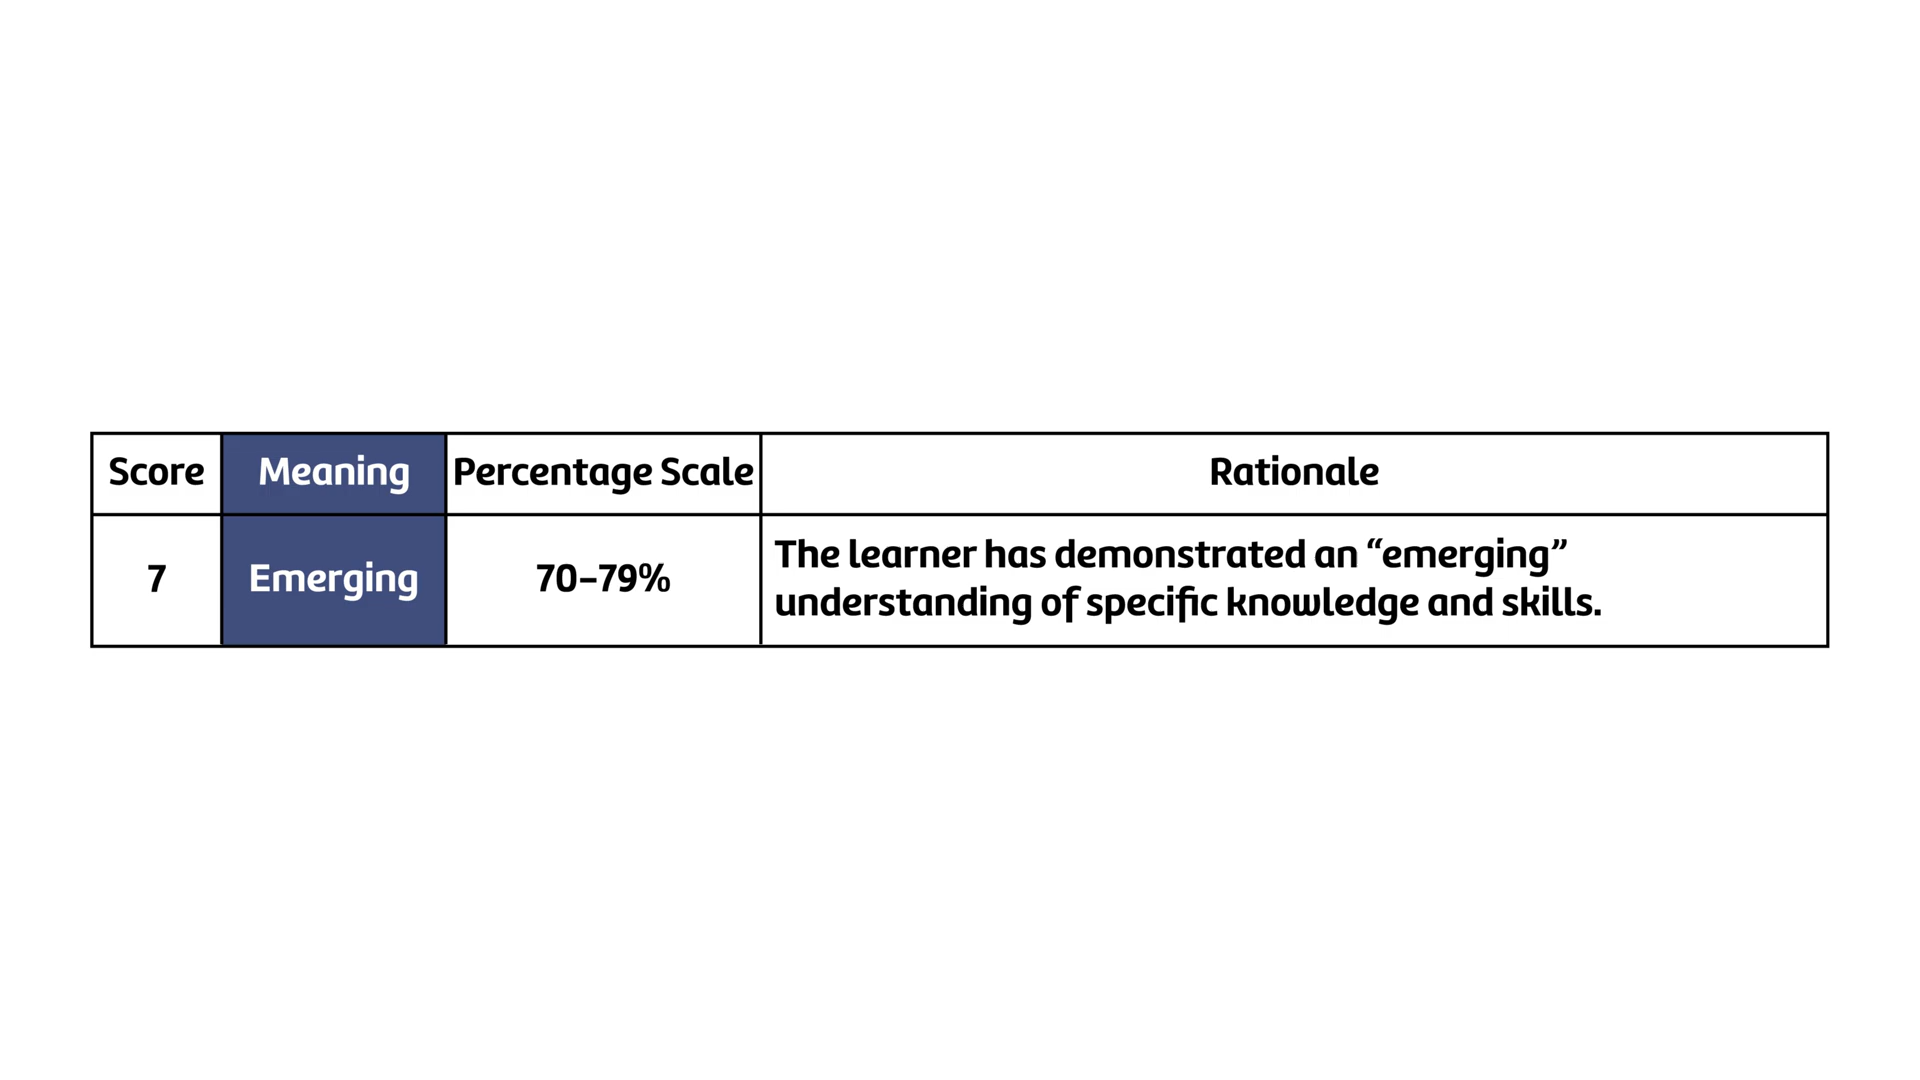 Score Meaning Percentage Scale Rationale
7 Emerging 70–79% The learner has demonstrated an “emerging”
understanding of specific knowledge and skills.